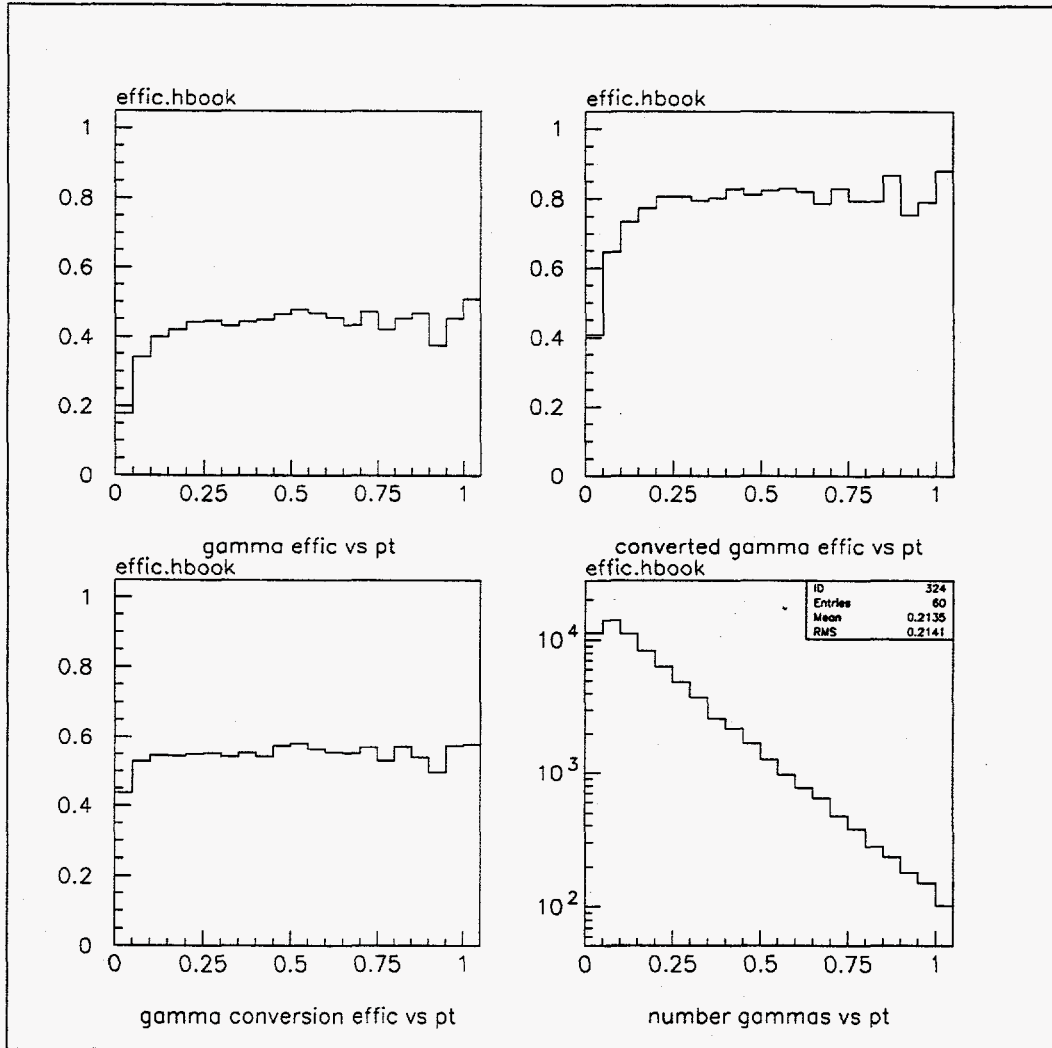 effic.hbook
1
0.8
0.6
0.4
0.2
0
0 0.25 0.5 0.75 1
gamma effic vs pt
effic.hbook
1
0.8
0.6
0.4
0.2
0
0 0.25 0.5 0.75 1
converted gamma effic vs pt
effic.hbook
1
0.8
0.6
0.4
0.2
0
0 0.25 0.5 0.75 1
gamma conversion effic vs pt
effic.hbook
ID 324
Entries 60
Mean 0.2135
RMS 0.2141
10⁴
10³
10²
0 0.25 0.5 0.75 1
number gammas vs pt